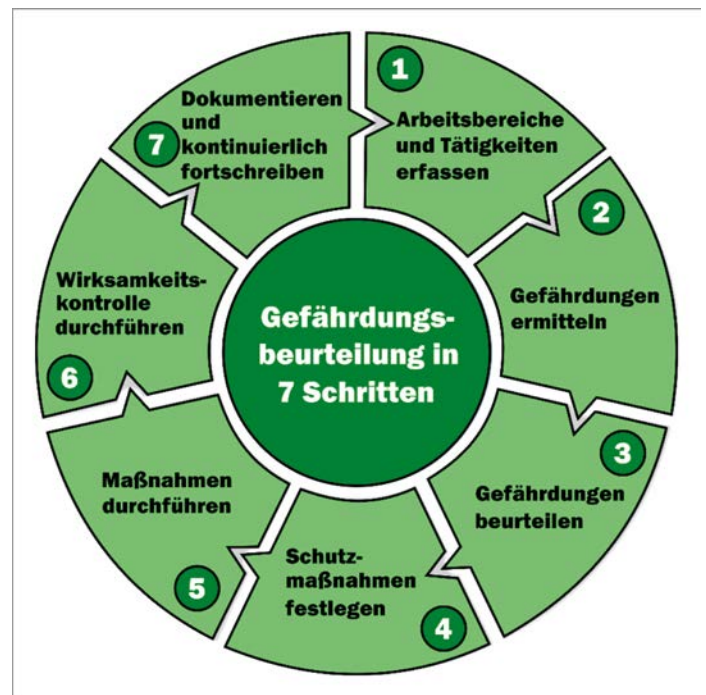 Gefährdungs-
beurteilung in
7 Schritten
1
Arbeitsbereiche
und Tätigkeiten
erfassen
2
Gefährdungen
ermitteln
3
Gefährdungen
beurteilen
4
Schutz-
maßnahmen
festlegen
5
Maßnahmen
durchführen
6
Wirksamkeits-
kontrolle
durchführen
7
Dokumentieren
und
kontinuierlich
fortschreiben